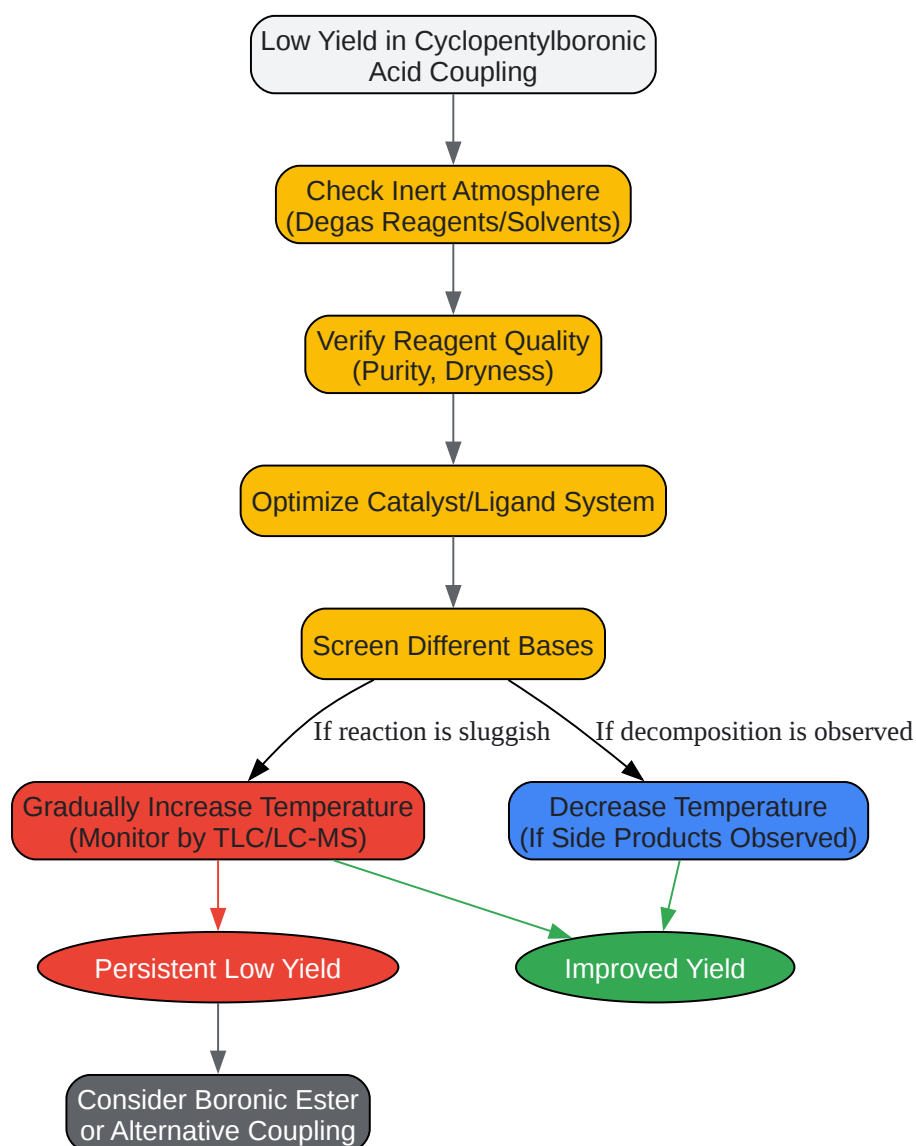 Low Yield in Cyclopentylboronic
Acid Coupling
Check Inert Atmosphere
(Degas Reagents/Solvents)
Verify Reagent Quality
(Purity, Dryness)
Optimize Catalyst/Ligand System
Screen Different Bases
If reaction is sluggish
If decomposition is observed
Gradually Increase Temperature
(Monitor by TLC/LC-MS)
Decrease Temperature
(If Side Products Observed)
Persistent Low Yield
Improved Yield
Consider Boronic Ester
or Alternative Coupling